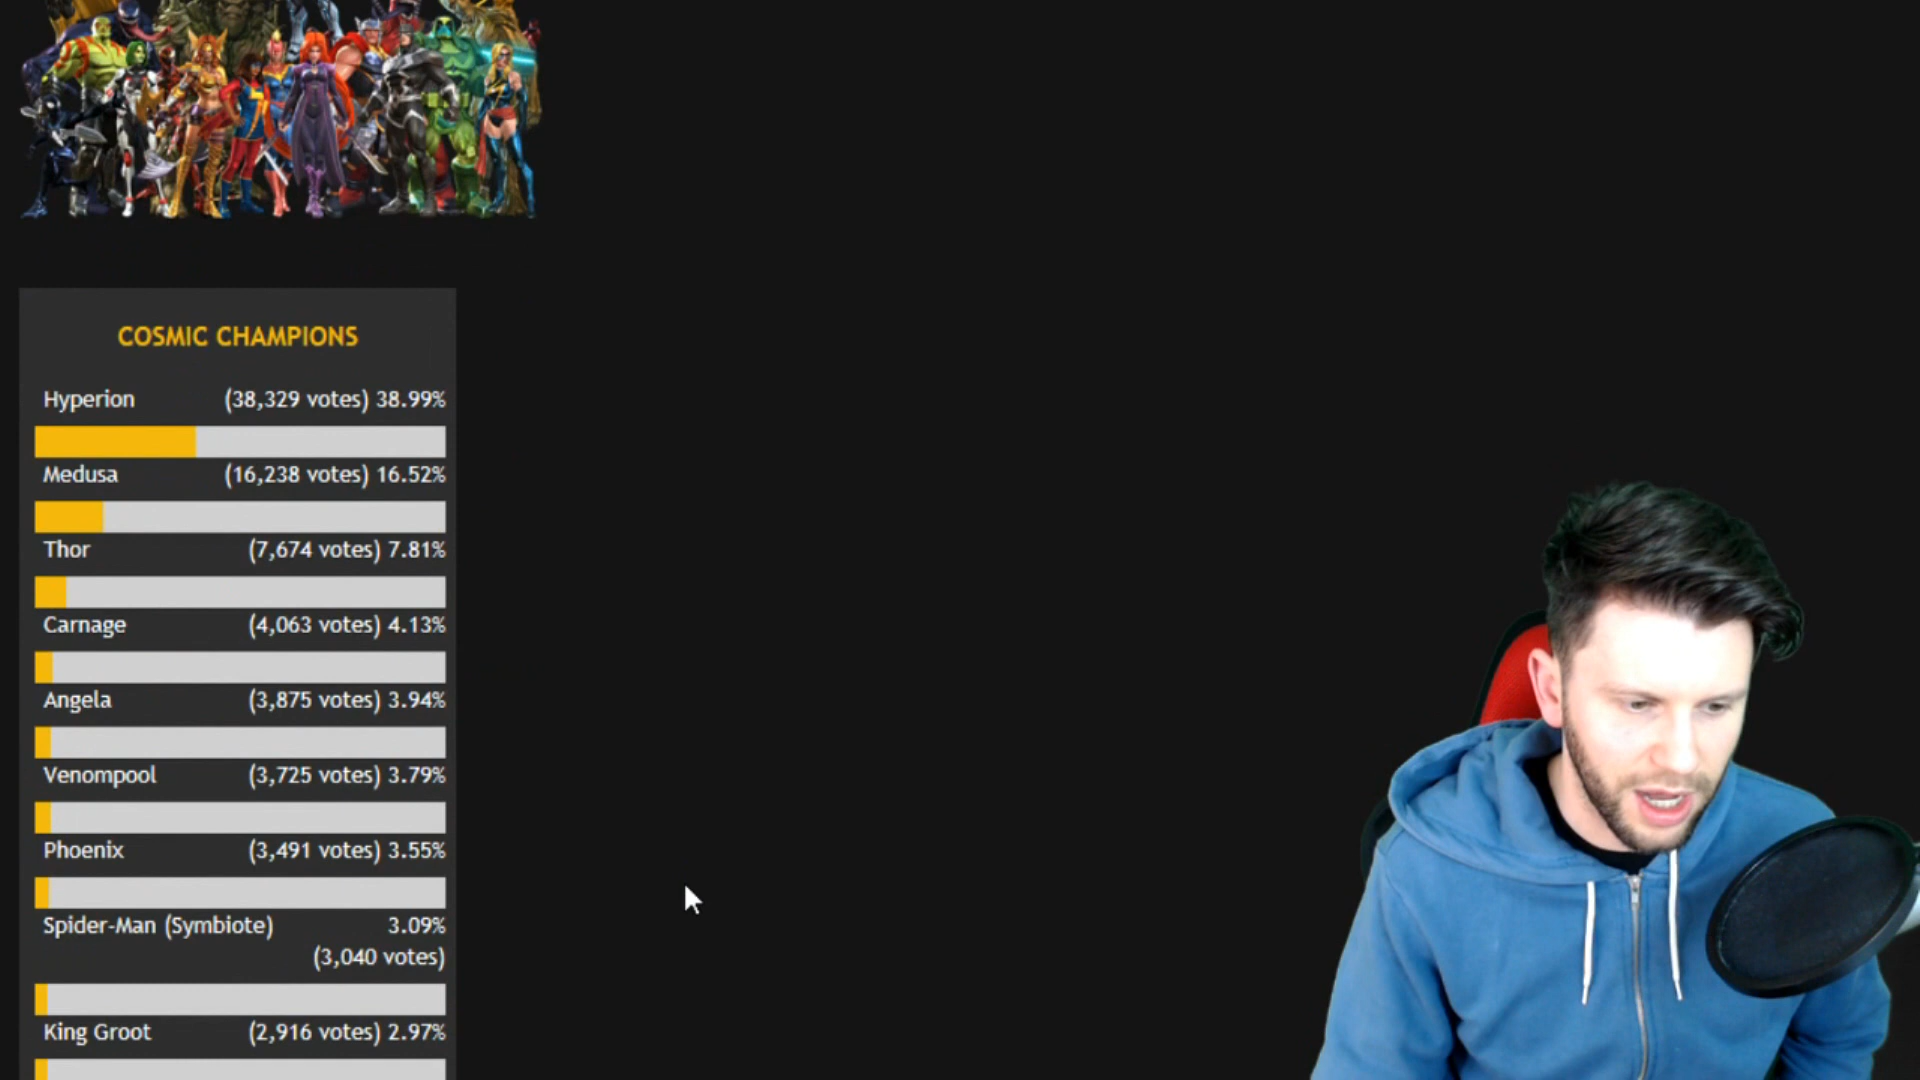 COSMIC CHAMPIONS
Hyperion (38,329 votes) 38.99%
Medusa (16,238 votes) 16.52%
Thor (7,674 votes) 7.81%
Carnage (4,063 votes) 4.13%
Angela (3,875 votes) 3.94%
Venompool (3,725 votes) 3.79%
Phoenix (3,491 votes) 3.55%
Spider-Man (Symbiote) 3.09%
(3,040 votes)
King Groot (2,916 votes) 2.97%